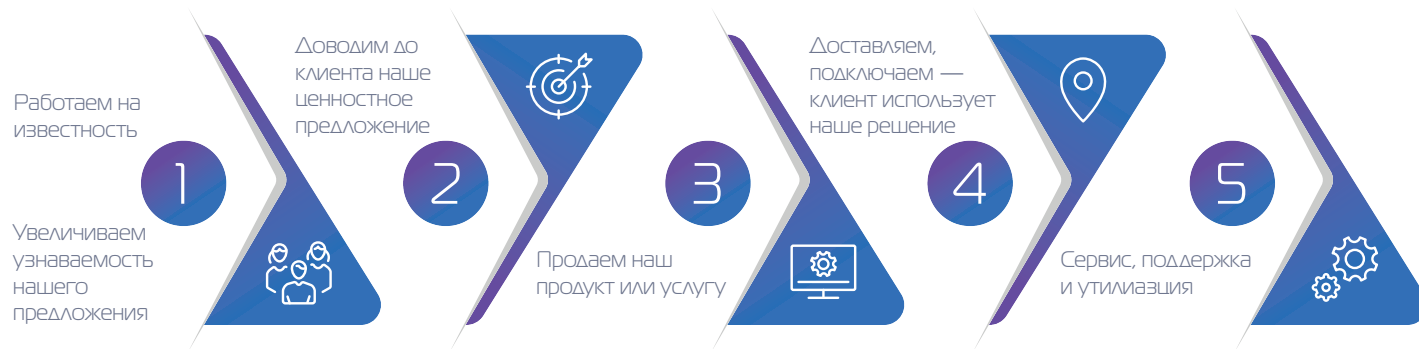 Работаем на
известность
1
Увеличиваем
узнаваемость
нашего
предложения
Доводим до
клиента наше
ценностное
предложение
2
3
Продаем наш
продукт или услугу
Доставляем,
подключаем —
клиент использует
наше решение
4
5
Сервис, поддержка
и утилиазция